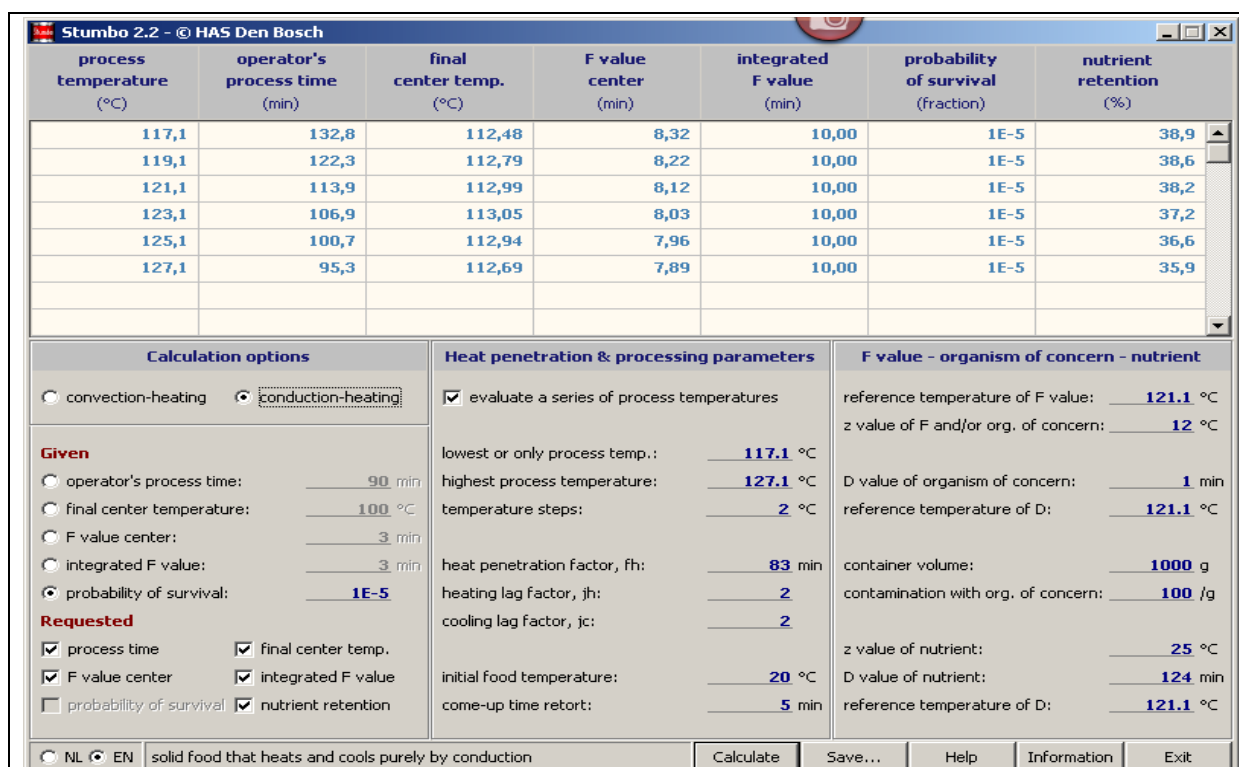 Stumbo 2.2 - © HAS Den Bosch
process temperature (°C) operator's process time (min) final center temp. (°C) F value center (min) integrated F value (min) probability of survival (fraction) nutrient retention (%)
117,1 132,8 112,48 8,32 10,00 1E-5 38,9
119,1 122,3 112,79 8,22 10,00 1E-5 38,6
121,1 113,9 112,99 8,12 10,00 1E-5 38,2
123,1 106,9 113,05 8,03 10,00 1E-5 37,2
125,1 100,7 112,94 7,96 10,00 1E-5 36,6
127,1 95,3 112,69 7,89 10,00 1E-5 35,9
Calculation options
convection-heating conduction-heating
Given
operator's process time: 90 min
final center temperature: 100 °C
F value center: 3 min
integrated F value: 3 min
probability of survival: 1E-5
Requested
process time final center temp.
F value center integrated F value
probability of survival nutrient retention
Heat penetration & processing parameters
evaluate a series of process temperatures
lowest or only process temp.: 117.1 °C
highest process temperature: 127.1 °C
temperature steps: 2 °C
heat penetration factor, fh: 83 min
heating lag factor, jh: 2
cooling lag factor, jc: 2
initial food temperature: 20 °C
come-up time retort: 5 min
F value - organism of concern - nutrient
reference temperature of F value: 121.1 °C
z value of F and/or org. of concern: 12 °C
D value of organism of concern: 1 min
reference temperature of D: 121.1 °C
container volume: 1000 g
contamination with org. of concern: 100 /g
z value of nutrient: 25 °C
D value of nutrient: 124 min
reference temperature of D: 121.1 °C
NL EN solid food that heats and cools purely by conduction Calculate Save... Help Information Exit